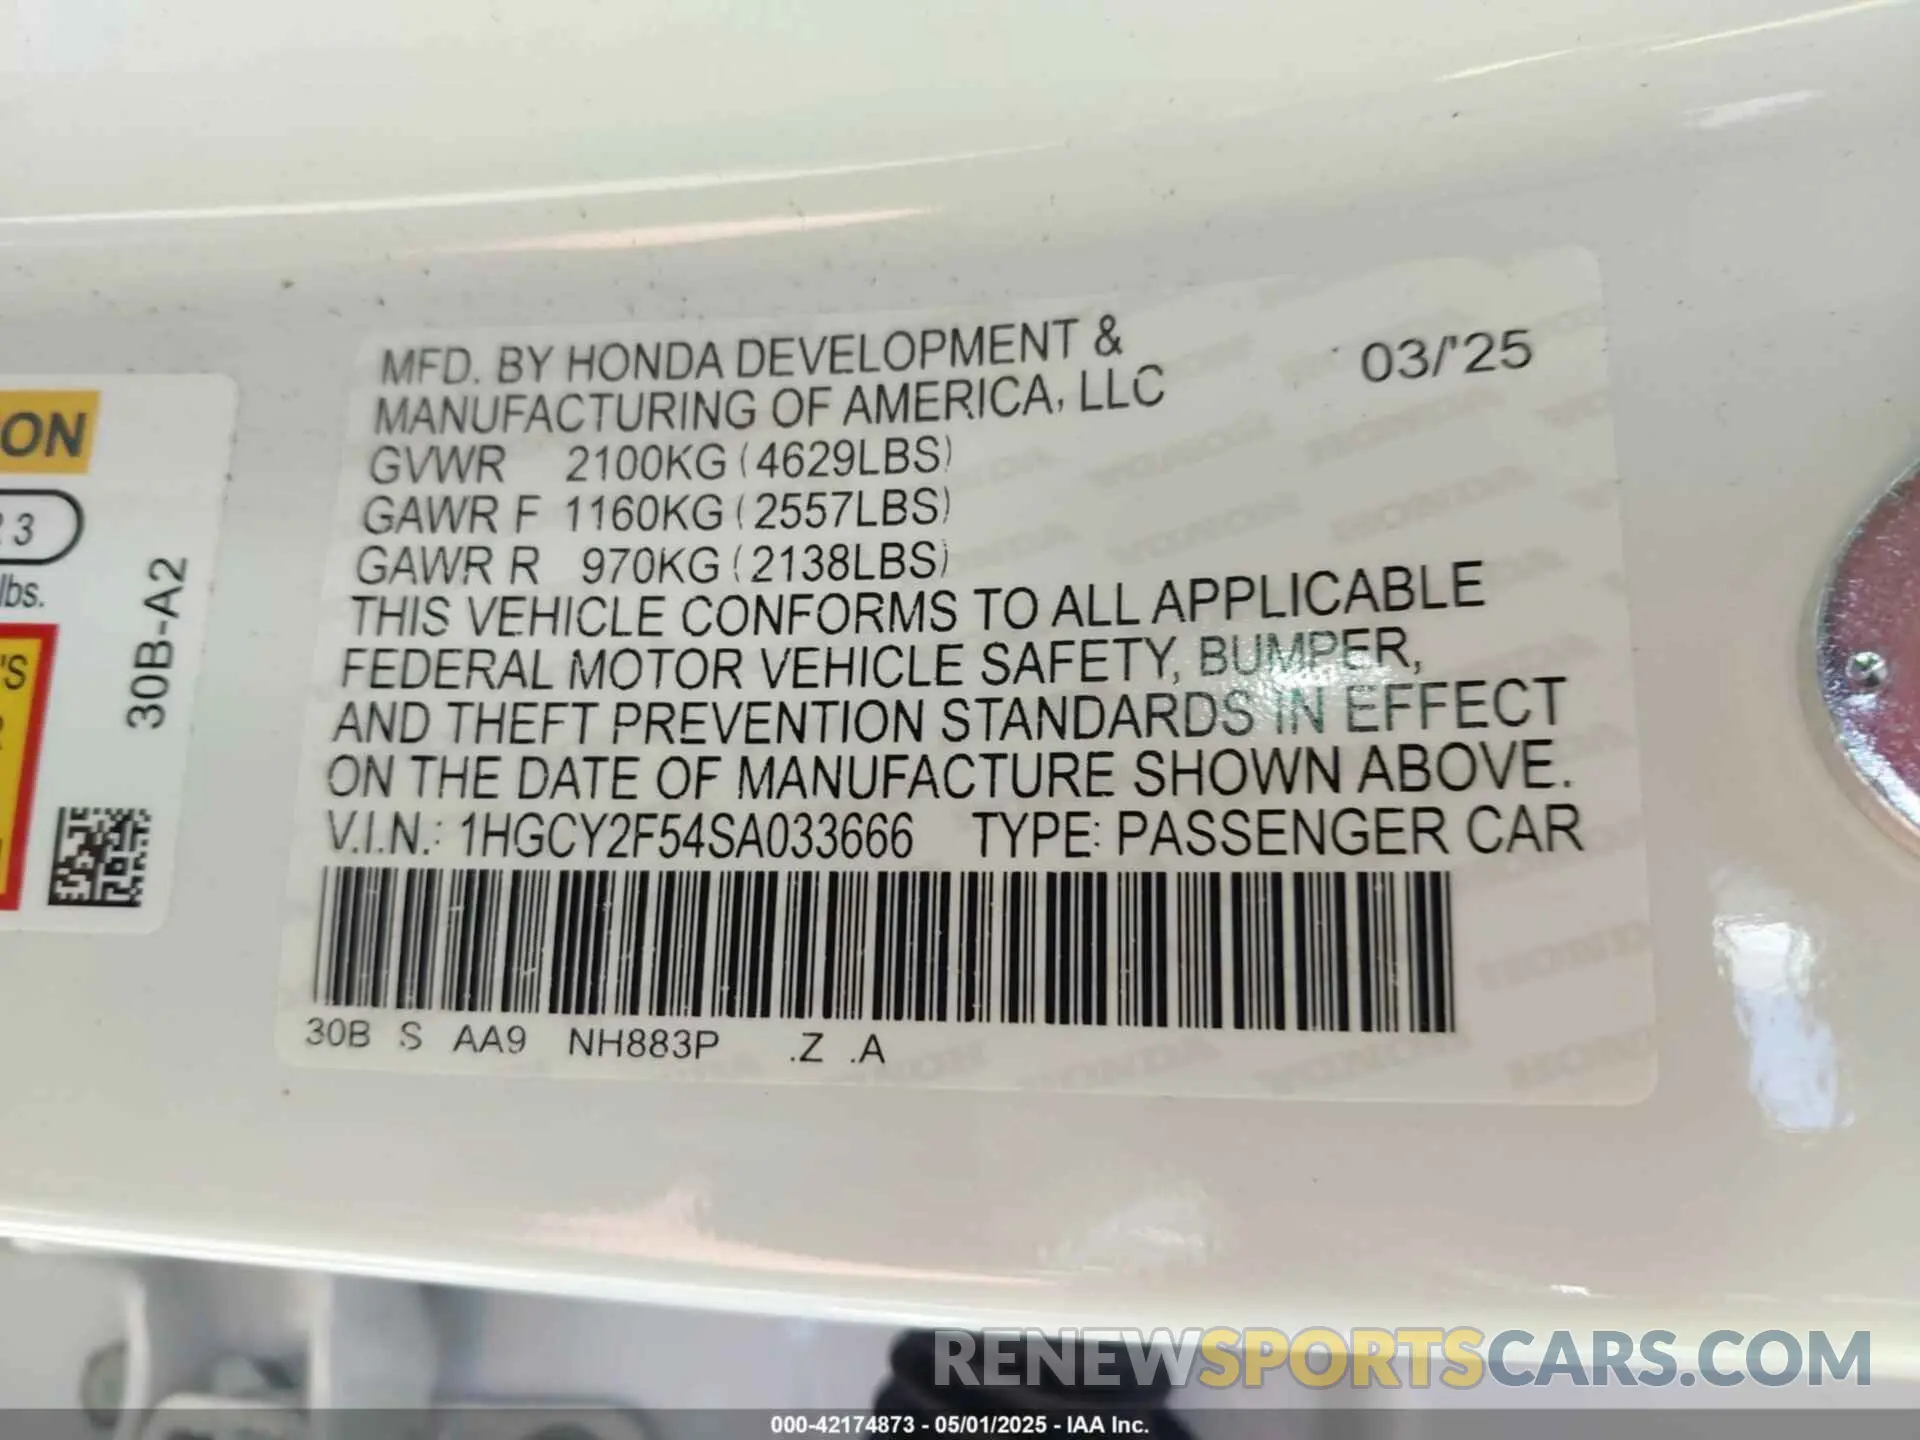 MFD. BY HONDA DEVELOPMENT &
MANUFACTURING OF AMERICA, LLC
03/'25
GVWR 2100KG (4629LBS)
GAWR F 1160KG (2557LBS)
GAWR R 970KG (2138LBS)
THIS VEHICLE CONFORMS TO ALL APPLICABLE
FEDERAL MOTOR VEHICLE SAFETY, BUMPER,
AND THEFT PREVENTION STANDARDS IN EFFECT
ON THE DATE OF MANUFACTURE SHOWN ABOVE.
V.I.N.: 1HGCY2F54SA033666 TYPE: PASSENGER CAR
30B S AA9 NH883P .Z .A
ON
3
lbs.
'S
30B-A2
RENEWSPORTSCARS.COM
000-42174873 - 05/01/2025 - IAA Inc.